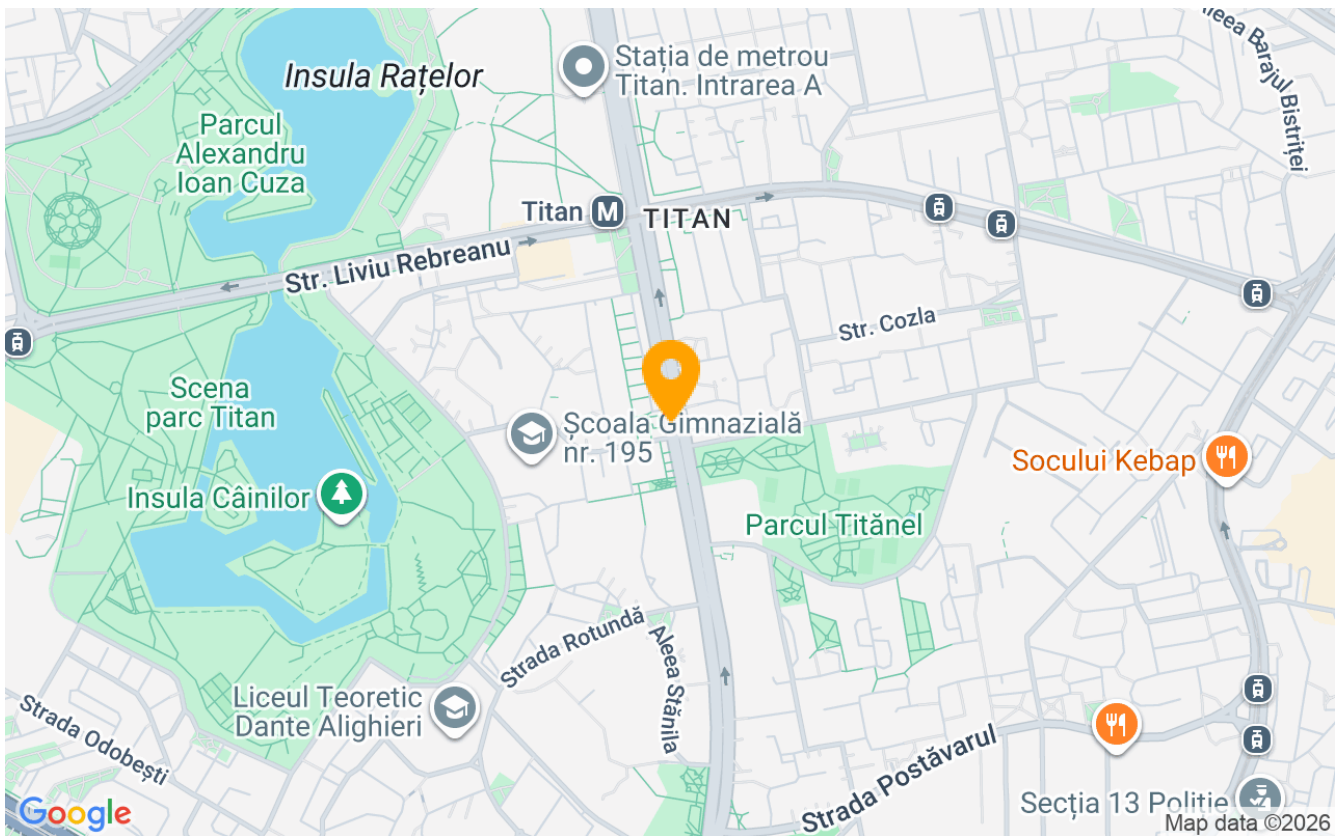 Aleea Barajul Bistriței
Insula Rațelor
Stația de metrou
Titan. Intrarea A
Parcul
Alexandru
Ioan Cuza
Titan
M
TITAN
Str. Liviu Rebreanu
Str. Cozla
Scena
parc Titan
Școala Gimnazială
nr. 195
Socului Kebap
Insula Câinilor
Parcul Titănel
Strada Rotundă
Aleea Stănila
Liceul Teoretic
Dante Alighieri
Strada Odobești
Strada Postăvarul
Secția 13 Poliție
Google
Map data ©2026